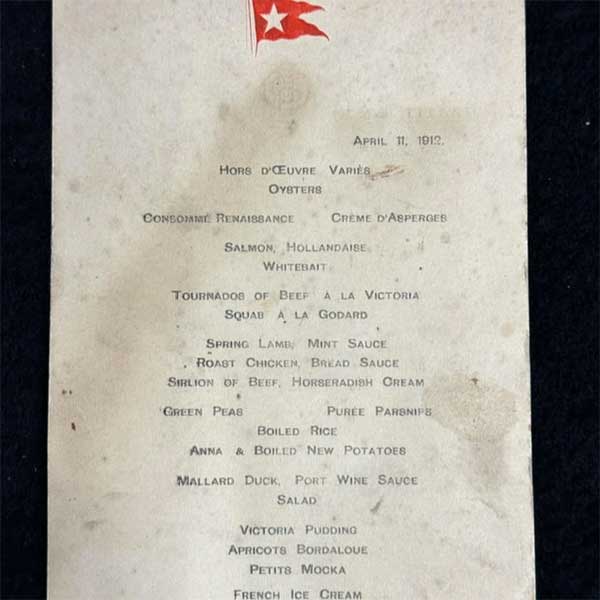 April 11, 1912.
Hors d'Œuvre Variès
Oysters
Consommé Renaissance Crème d'Asperges
Salmon, Hollandaise
Whitebait
Tournados of Beef à la Victoria
Squab à la Godard
Spring Lamb, Mint Sauce
Roast Chicken, Bread Sauce
Sirlion of Beef, Horseradish Cream
Green Peas Purée Parsnips
Boiled Rice
Anna & Boiled New Potatoes
Mallard Duck, Port Wine Sauce
Salad
Victoria Pudding
Apricots Bordaloue
Petits Mocka
French Ice Cream